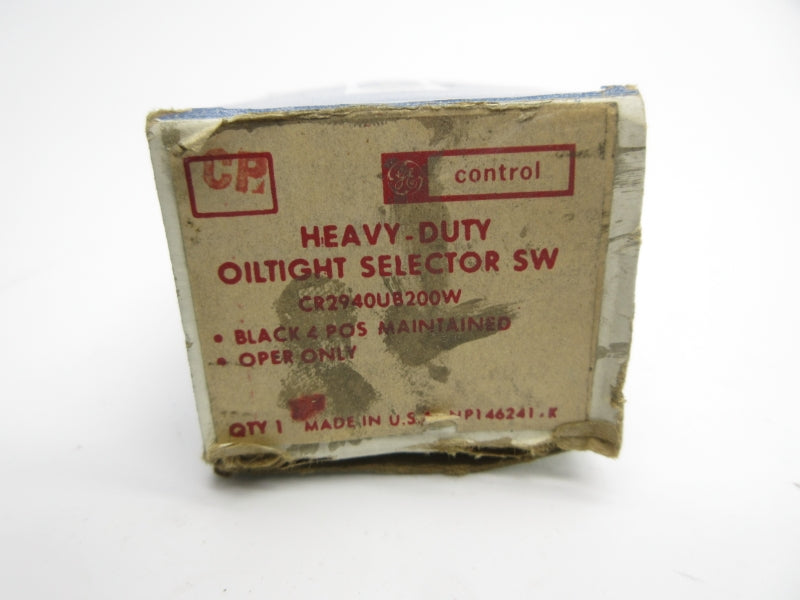 CR
GE control
HEAVY-DUTY
OILTIGHT SELECTOR SW
CR2940UB200W
• BLACK 4 POS MAINTAINED
• OPER ONLY
QTY 1 MADE IN U.S.A. NP146241-K